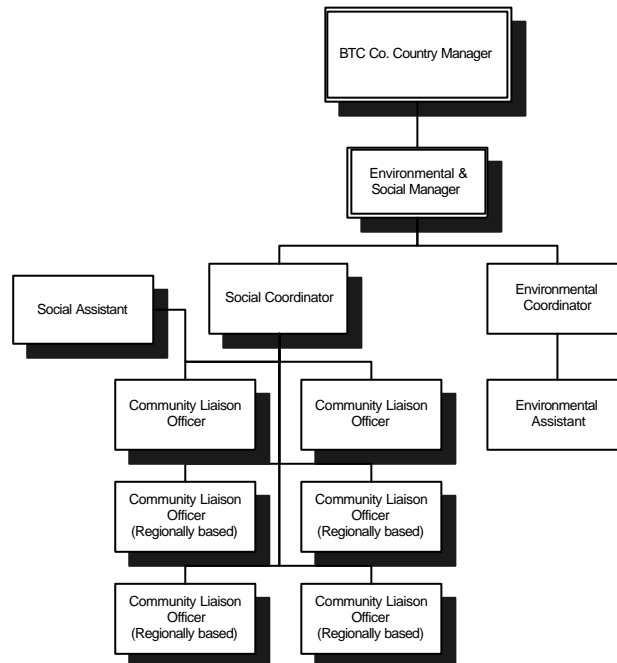 BTC Co. Country Manager
Environmental &
Social Manager
Social Assistant
Social Coordinator
Environmental
Coordinator
Community Liaison
Officer
Community Liaison
Officer
Environmental
Assistant
Community Liaison
Officer
(Regionally based)
Community Liaison
Officer
(Regionally based)
Community Liaison
Officer
(Regionally based)
Community Liaison
Officer
(Regionally based)